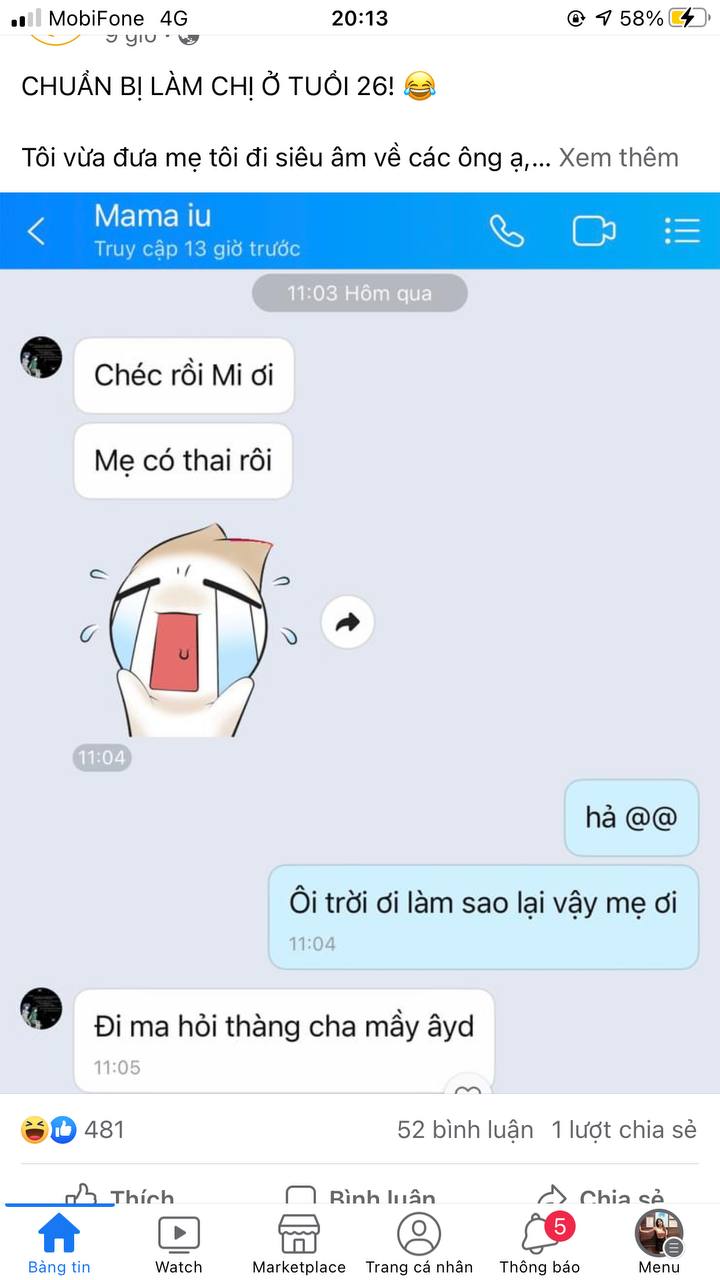 MobiFone 4G 20:13 58%
9 giờ
CHUẨN BỊ LÀM CHỊ Ở TUỔI 26!
Tôi vừa đưa mẹ tôi đi siêu âm về các ông ạ,... Xem thêm
Mama iu
Truy cập 13 giờ trước
11:03 Hôm qua
Chéc rồi Mi ơi
Mẹ có thai rôi
11:04
hả @@
Ôi trời ơi làm sao lại vậy mẹ ơi
11:04
Đi ma hỏi thàng cha mầy âyd
11:05
481 52 bình luận 1 lượt chia sẻ
Thích Bình luận Chia sẻ
5
Bảng tin Watch Marketplace Trang cá nhân Thông báo Menu